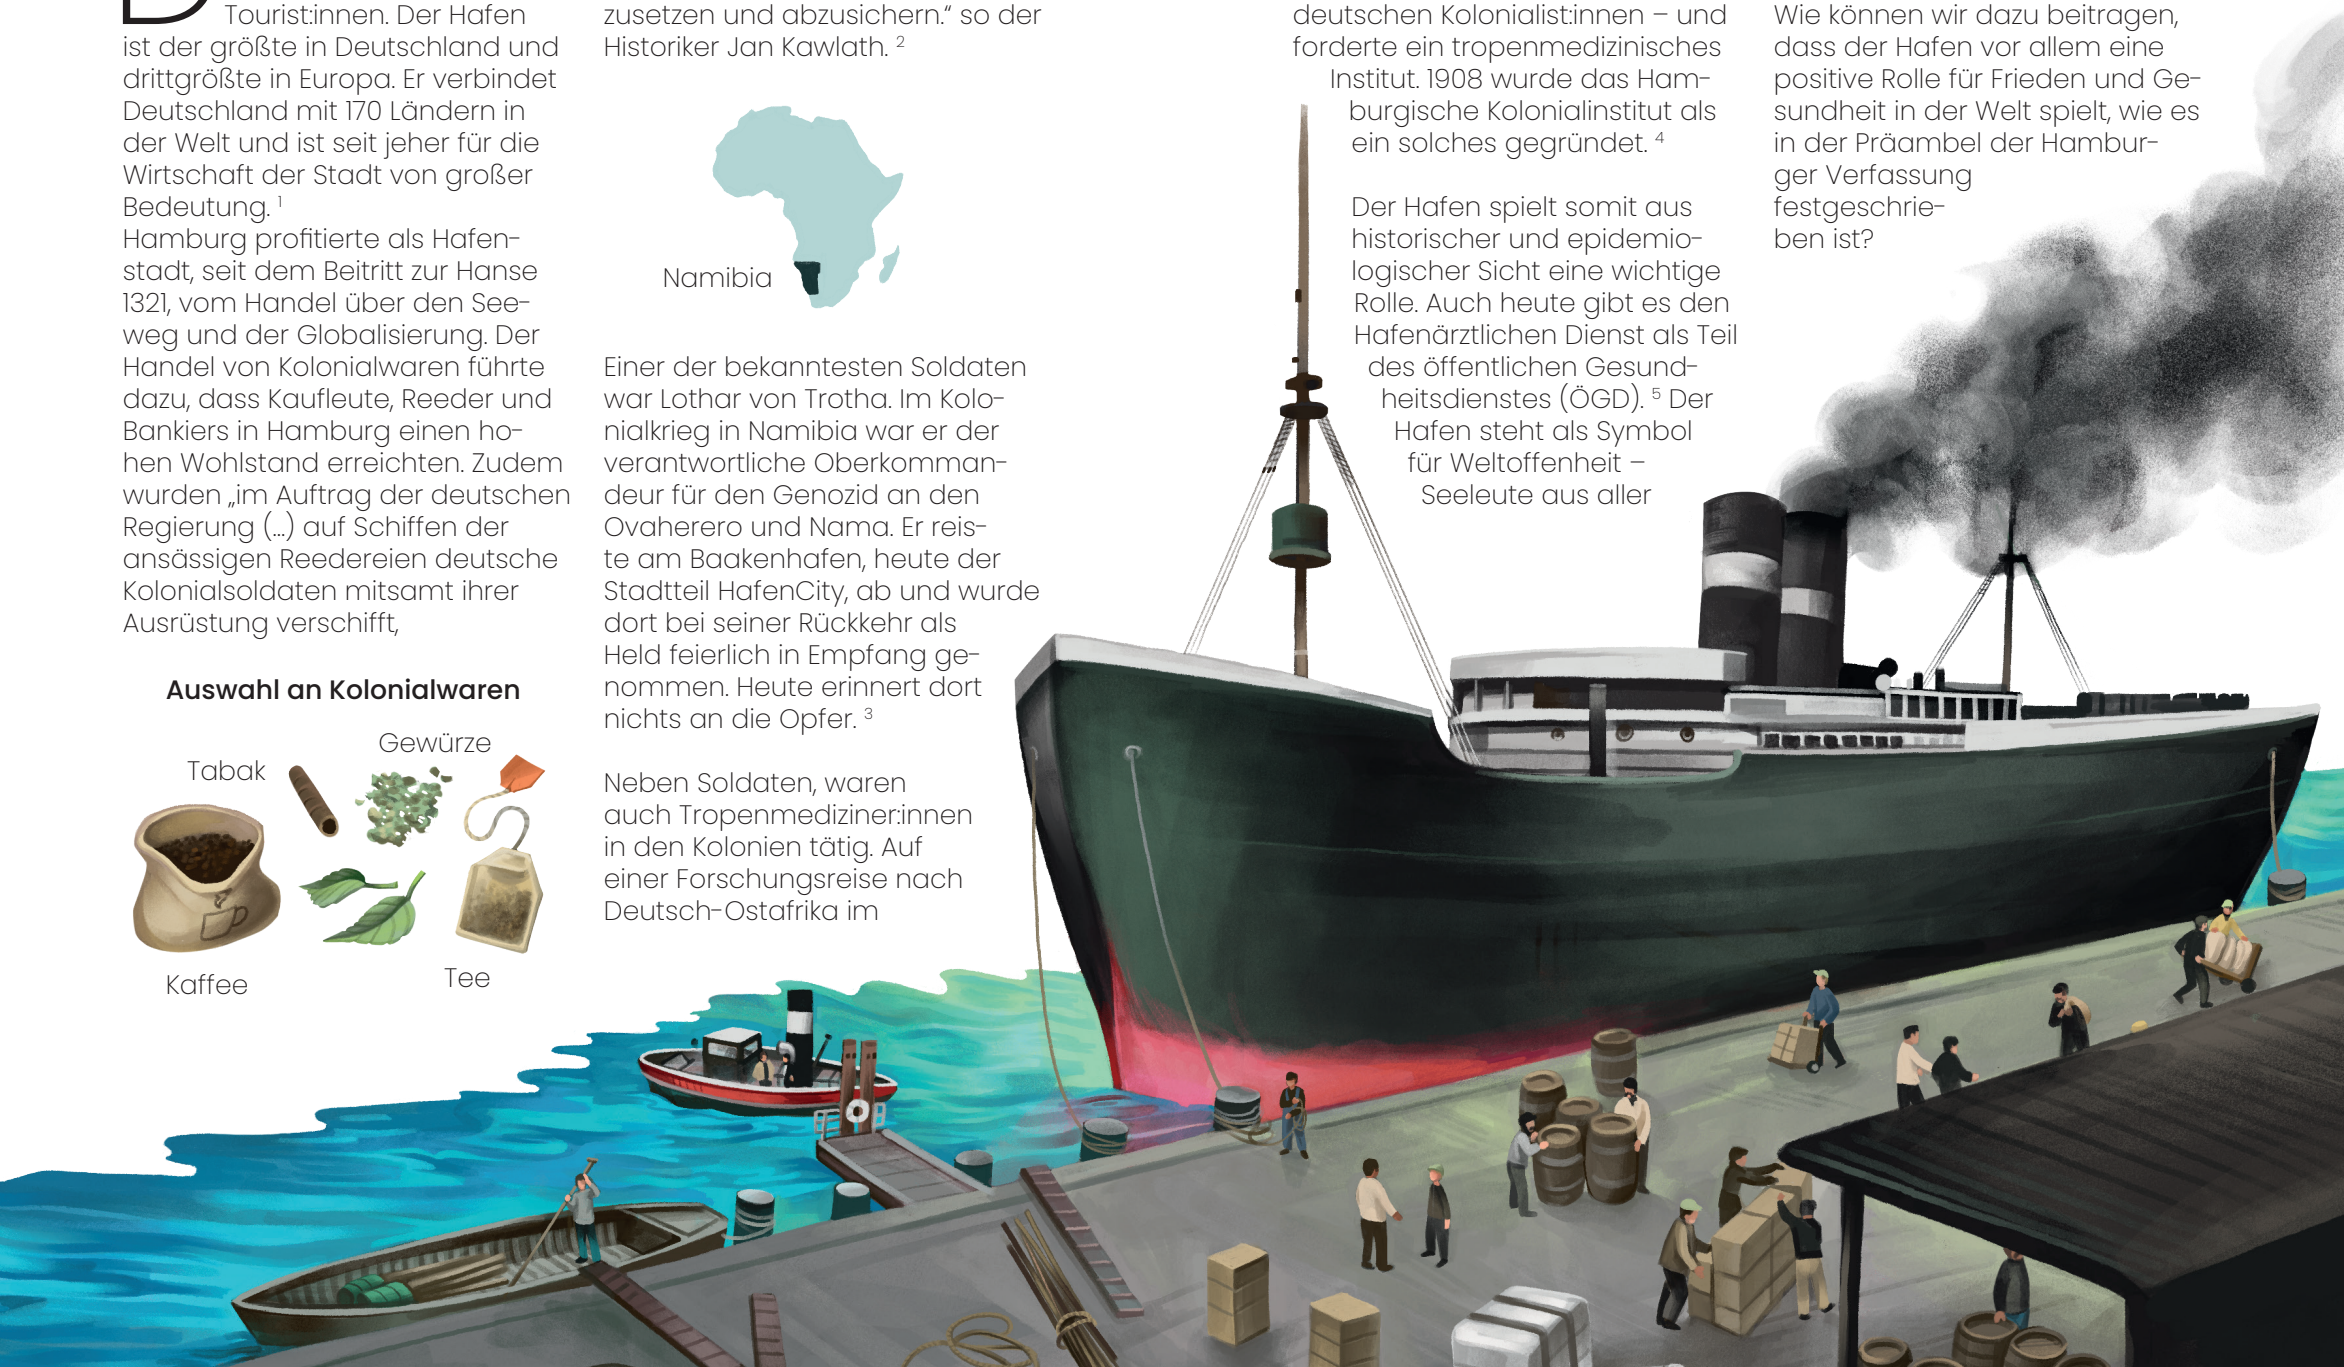 Tourist:innen. Der Hafen
ist der größte in Deutschland und
drittgrößte in Europa. Er verbindet
Deutschland mit 170 Ländern in
der Welt und ist seit jeher für die
Wirtschaft der Stadt von großer
Bedeutung. 1
Hamburg profitierte als Hafen-
stadt, seit dem Beitritt zur Hanse
1321, vom Handel über den See-
weg und der Globalisierung. Der
Handel von Kolonialwaren führte
dazu, dass Kaufleute, Reeder und
Bankiers in Hamburg einen ho-
hen Wohlstand erreichten. Zudem
wurden „im Auftrag der deutschen
Regierung (...) auf Schiffen der
ansässigen Reedereien deutsche
Kolonialsoldaten mitsamt ihrer
Ausrüstung verschifft,
Auswahl an Kolonialwaren
Gewürze
Tabak
Kaffee
Tee
zusetzen und abzusichern.“ so der
Historiker Jan Kawlath. 2
Namibia
Einer der bekanntesten Soldaten
war Lothar von Trotha. Im Kolo-
nialkrieg in Namibia war er der
verantwortliche Oberkomman-
deur für den Genozid an den
Ovaherero und Nama. Er reis-
te am Baakenhafen, heute der
Stadtteil HafenCity, ab und wurde
dort bei seiner Rückkehr als
Held feierlich in Empfang ge-
nommen. Heute erinnert dort
nichts an die Opfer. 3
Neben Soldaten, waren
auch Tropenmediziner:innen
in den Kolonien tätig. Auf
einer Forschungsreise nach
Deutsch-Ostafrika im
deutschen Kolonialist:innen – und
forderte ein tropenmedizinisches
Institut. 1908 wurde das Ham-
burgische Kolonialinstitut als
ein solches gegründet. 4
Der Hafen spielt somit aus
historischer und epidemio-
logischer Sicht eine wichtige
Rolle. Auch heute gibt es den
Hafenärztlichen Dienst als Teil
des öffentlichen Gesund-
heitsdienstes (ÖGD). 5 Der
Hafen steht als Symbol
für Weltoffenheit –
Seeleute aus aller
Wie können wir dazu beitragen,
dass der Hafen vor allem eine
positive Rolle für Frieden und Ge-
sundheit in der Welt spielt, wie es
in der Präambel der Hambur-
ger Verfassung
festgeschrie-
ben ist?